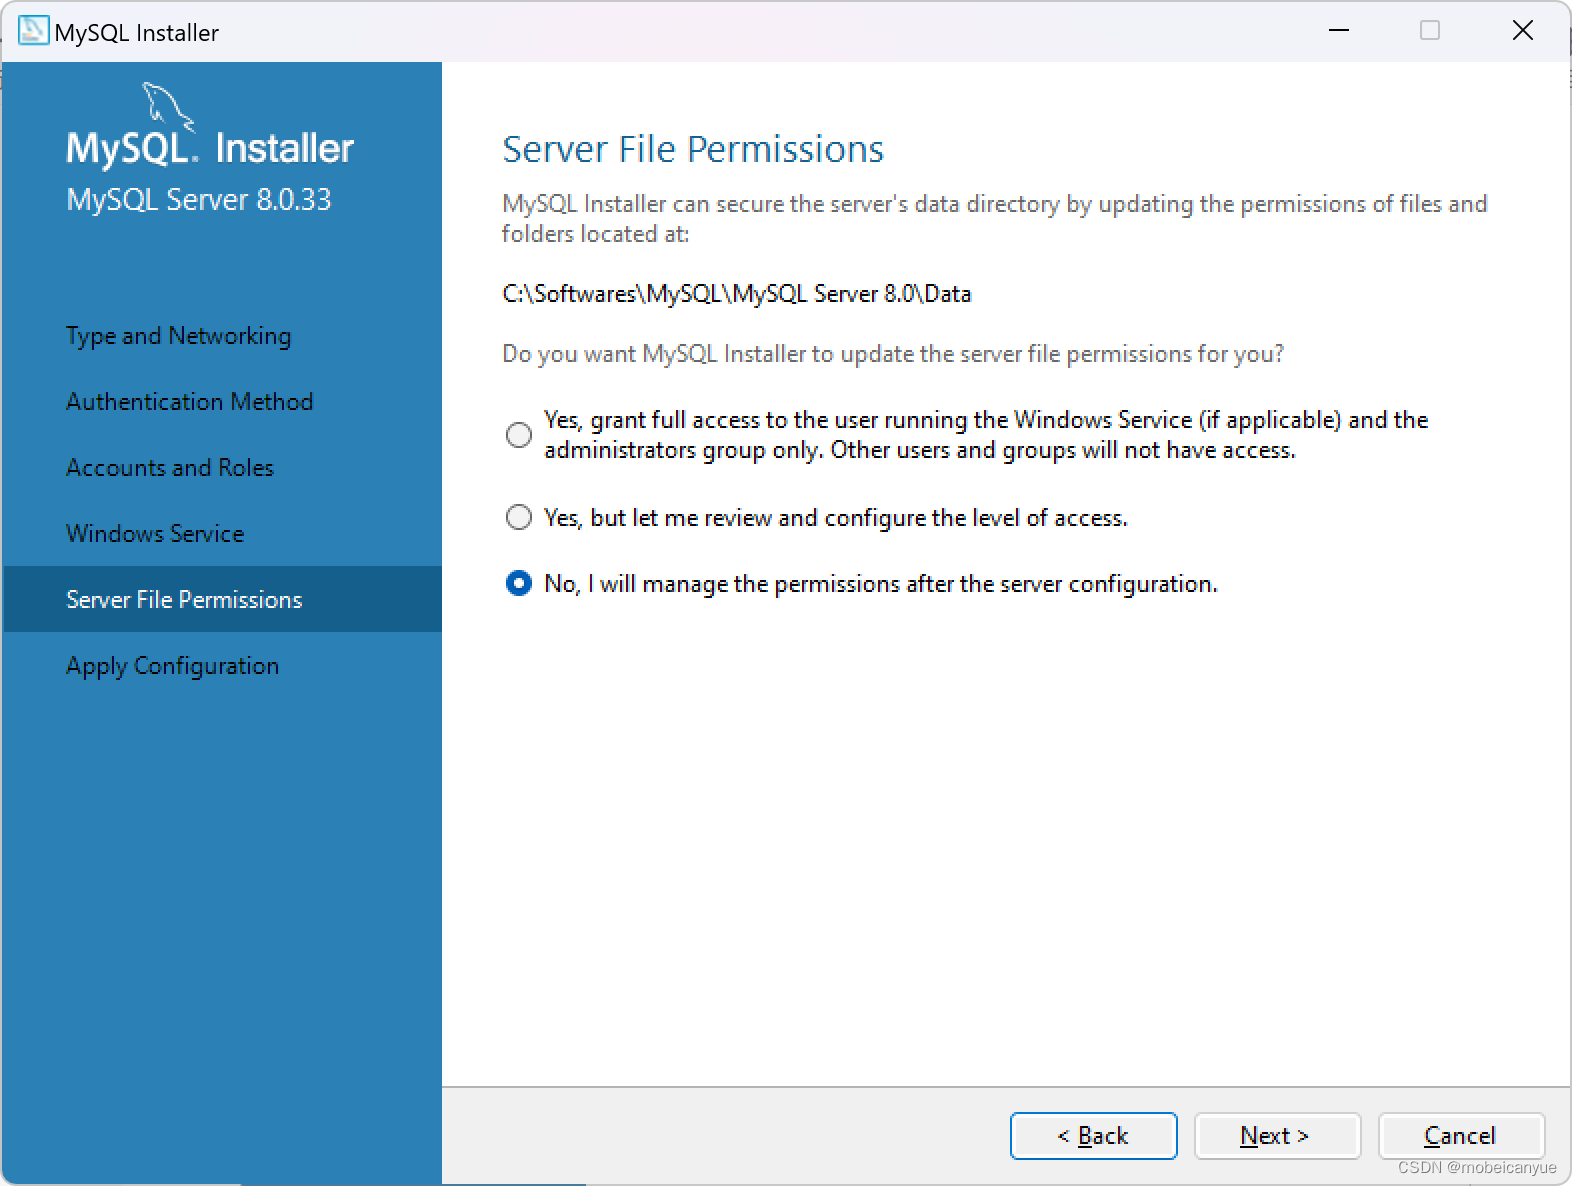 MySQL Installer
MySQL. Installer
MySQL Server 8.0.33
Type and Networking
Authentication Method
Accounts and Roles
Windows Service
Server File Permissions
Apply Configuration
Server File Permissions
MySQL Installer can secure the server's data directory by updating the permissions of files and
folders located at:
C:\Softwares\MySQL\MySQL Server 8.0\Data
Do you want MySQL Installer to update the server file permissions for you?
Yes, grant full access to the user running the Windows Service (if applicable) and the
administrators group only. Other users and groups will not have access.
Yes, but let me review and configure the level of access.
No, I will manage the permissions after the server configuration.
< Back
Next >
Cancel
CSDN @mobeicanyue